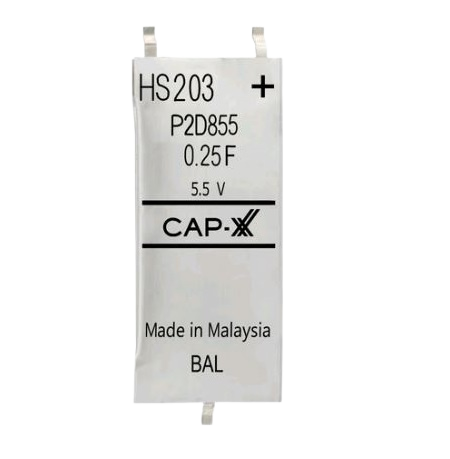 HS203 +
P2D855
0.25F
5.5 V
CAP-XX
Made in Malaysia
BAL